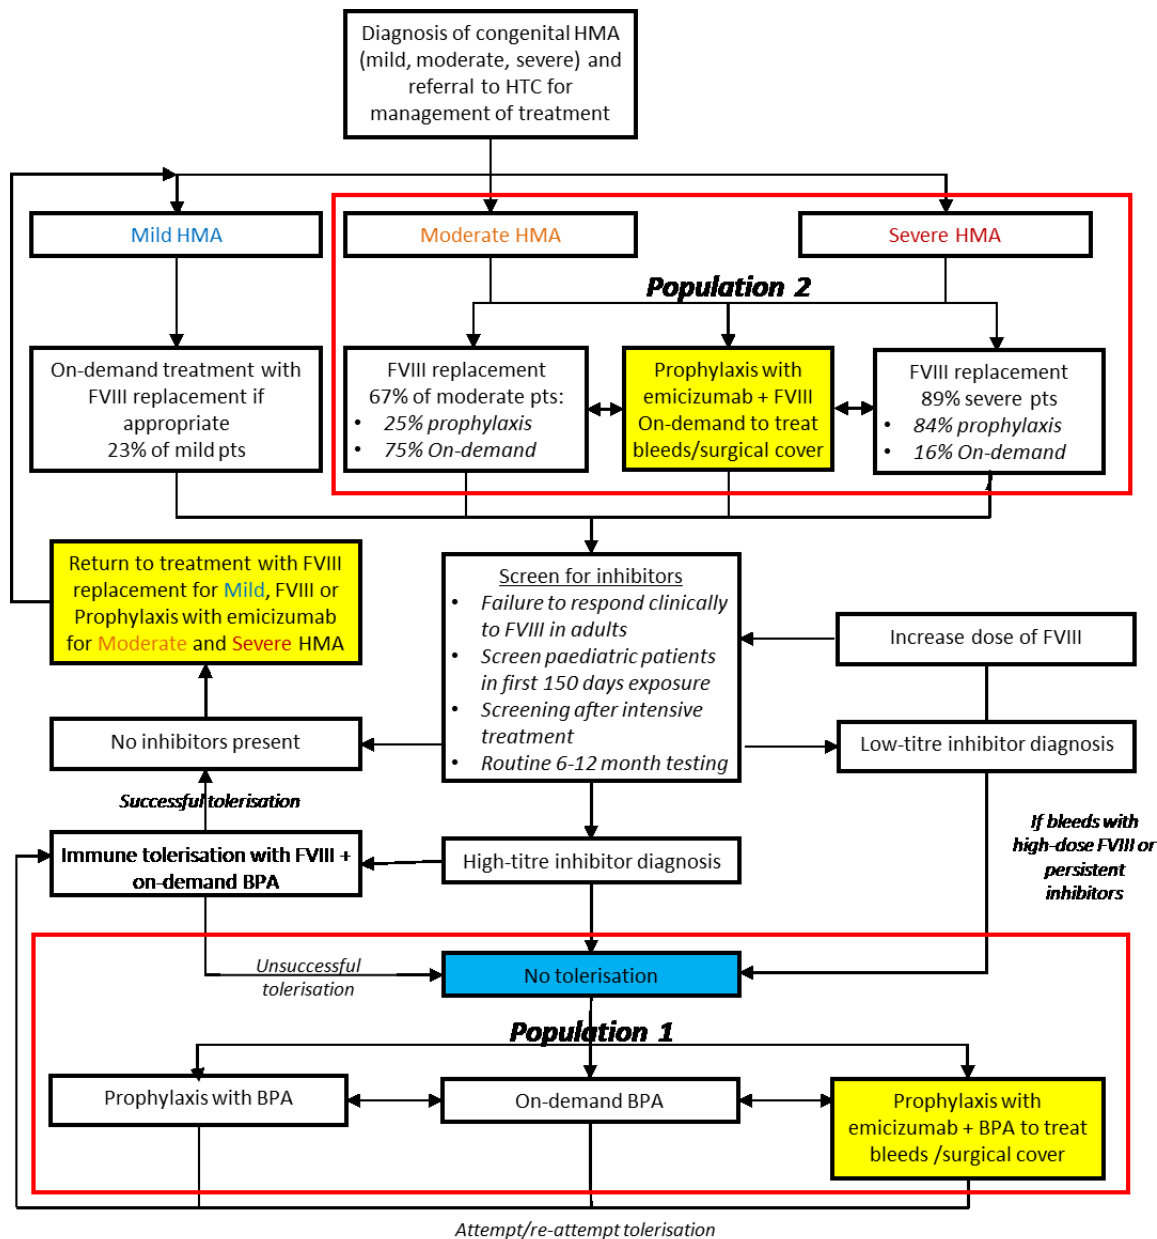 Diagnosis of congenital HMA
(mild, moderate, severe) and
referral to HTC for
management of treatment
Mild HMA
Moderate HMA
Severe HMA
Population 2
On-demand treatment with
FVIII replacement if
appropriate
23% of mild pts
FVIII replacement
67% of moderate pts:
• 25% prophylaxis
• 75% On-demand
Prophylaxis with
emicizumab + FVIII
On-demand to treat
bleeds/surgical cover
FVIII replacement
89% severe pts
• 84% prophylaxis
• 16% On-demand
Return to treatment with FVIII
replacement for Mild, FVIII or
Prophylaxis with emicizumab
for Moderate and Severe HMA
Screen for inhibitors
• Failure to respond clinically
to FVIII in adults
• Screen paediatric patients
in first 150 days exposure
• Screening after intensive
treatment
• Routine 6-12 month testing
Increase dose of FVIII
No inhibitors present
Low-titre inhibitor diagnosis
Successful tolerisation
If bleeds with
high-dose FVIII or
persistent
inhibitors
Immune tolerisation with FVIII +
on-demand BPA
High-titre inhibitor diagnosis
Unsuccessful
tolerisation
No tolerisation
Population 1
Prophylaxis with BPA
On-demand BPA
Prophylaxis with
emicizumab + BPA to treat
bleeds /surgical cover
Attempt/re-attempt tolerisation